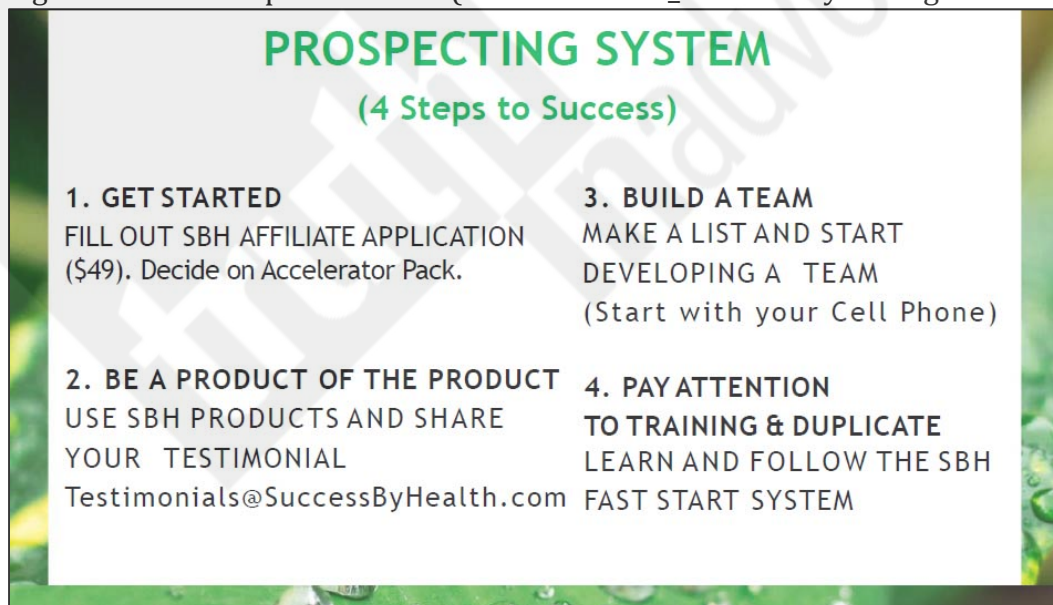 PROSPECTING SYSTEM
(4 Steps to Success)
1. GET STARTED
FILL OUT SBH AFFILIATE APPLICATION
($49). Decide on Accelerator Pack.
2. BE A PRODUCT OF THE PRODUCT
USE SBH PRODUCTS AND SHARE
YOUR TESTIMONIAL
Testimonials@SuccessByHealth.com
3. BUILD A TEAM
MAKE A LIST AND START
DEVELOPING A TEAM
(Start with your Cell Phone)
4. PAY ATTENTION
TO TRAINING & DUPLICATE
LEARN AND FOLLOW THE SBH
FAST START SYSTEM
truth
inadv